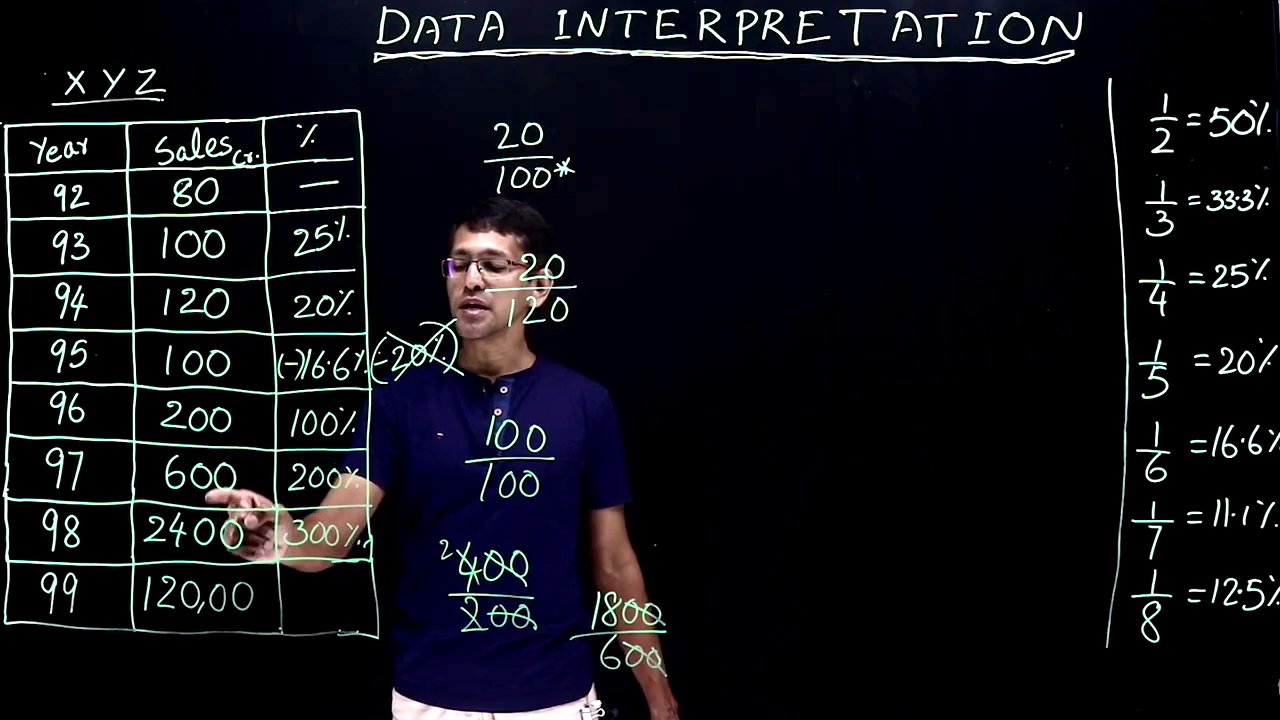 DATA INTERPRETATION
XYZ
Year Sales Cr. %
92 80 —
93 100 25%
94 120 20%
95 100 (-)16.6% (-20%)
96 200 100%
97 600 200%
98 2400 300%
99 120,00
20
100*
20
120
100
100
2
400
200
1800
600
1/2 = 50%
1/3 = 33.3%
1/4 = 25%
1/5 = 20%
1/6 = 16.6%
1/7 = 11.1%
1/8 = 12.5%